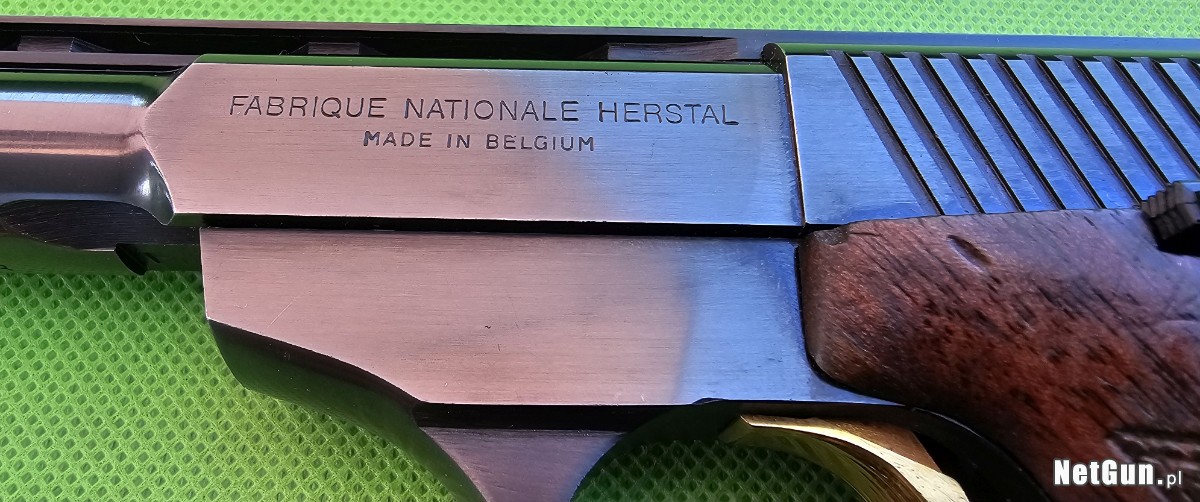 FABRIQUE NATIONALE HERSTAL
MADE IN BELGIUM
NetGun.pl